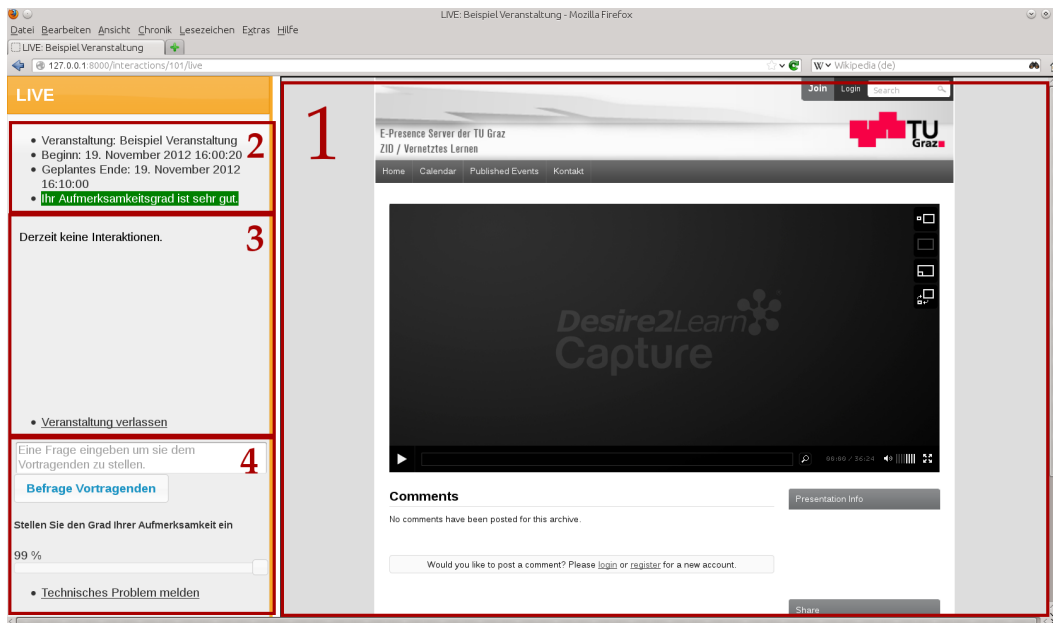 LIVE: Beispiel Veranstaltung - Mozilla Firefox
Datei Bearbeiten Ansicht Chronik Lesezeichen Extras Hilfe
LIVE: Beispiel Veranstaltung
127.0.0.1:8000/interactions/101/live
W Wikipedia (de)
LIVE
2
Veranstaltung: Beispiel Veranstaltung
Beginn: 19. November 2012 16:00:20
Geplantes Ende: 19. November 2012
16:10:00
Ihr Aufmerksamkeitsgrad ist sehr gut.
3
Derzeit keine Interaktionen.
Veranstaltung verlassen
4
Eine Frage eingeben um sie dem
Vortragenden zu stellen.
Befrage Vortragenden
Stellen Sie den Grad Ihrer Aufmerksamkeit ein
99 %
Technisches Problem melden
1
Join Login Search
E-Presence Server der TU Graz
ZID / Vernetztes Lernen
TU
Graz
Home Calendar Published Events Kontakt
Desire2Learn
Capture
00:00 / 36:24
Comments
Presentation Info
No comments have been posted for this archive.
Would you like to post a comment? Please login or register for a new account.
Share